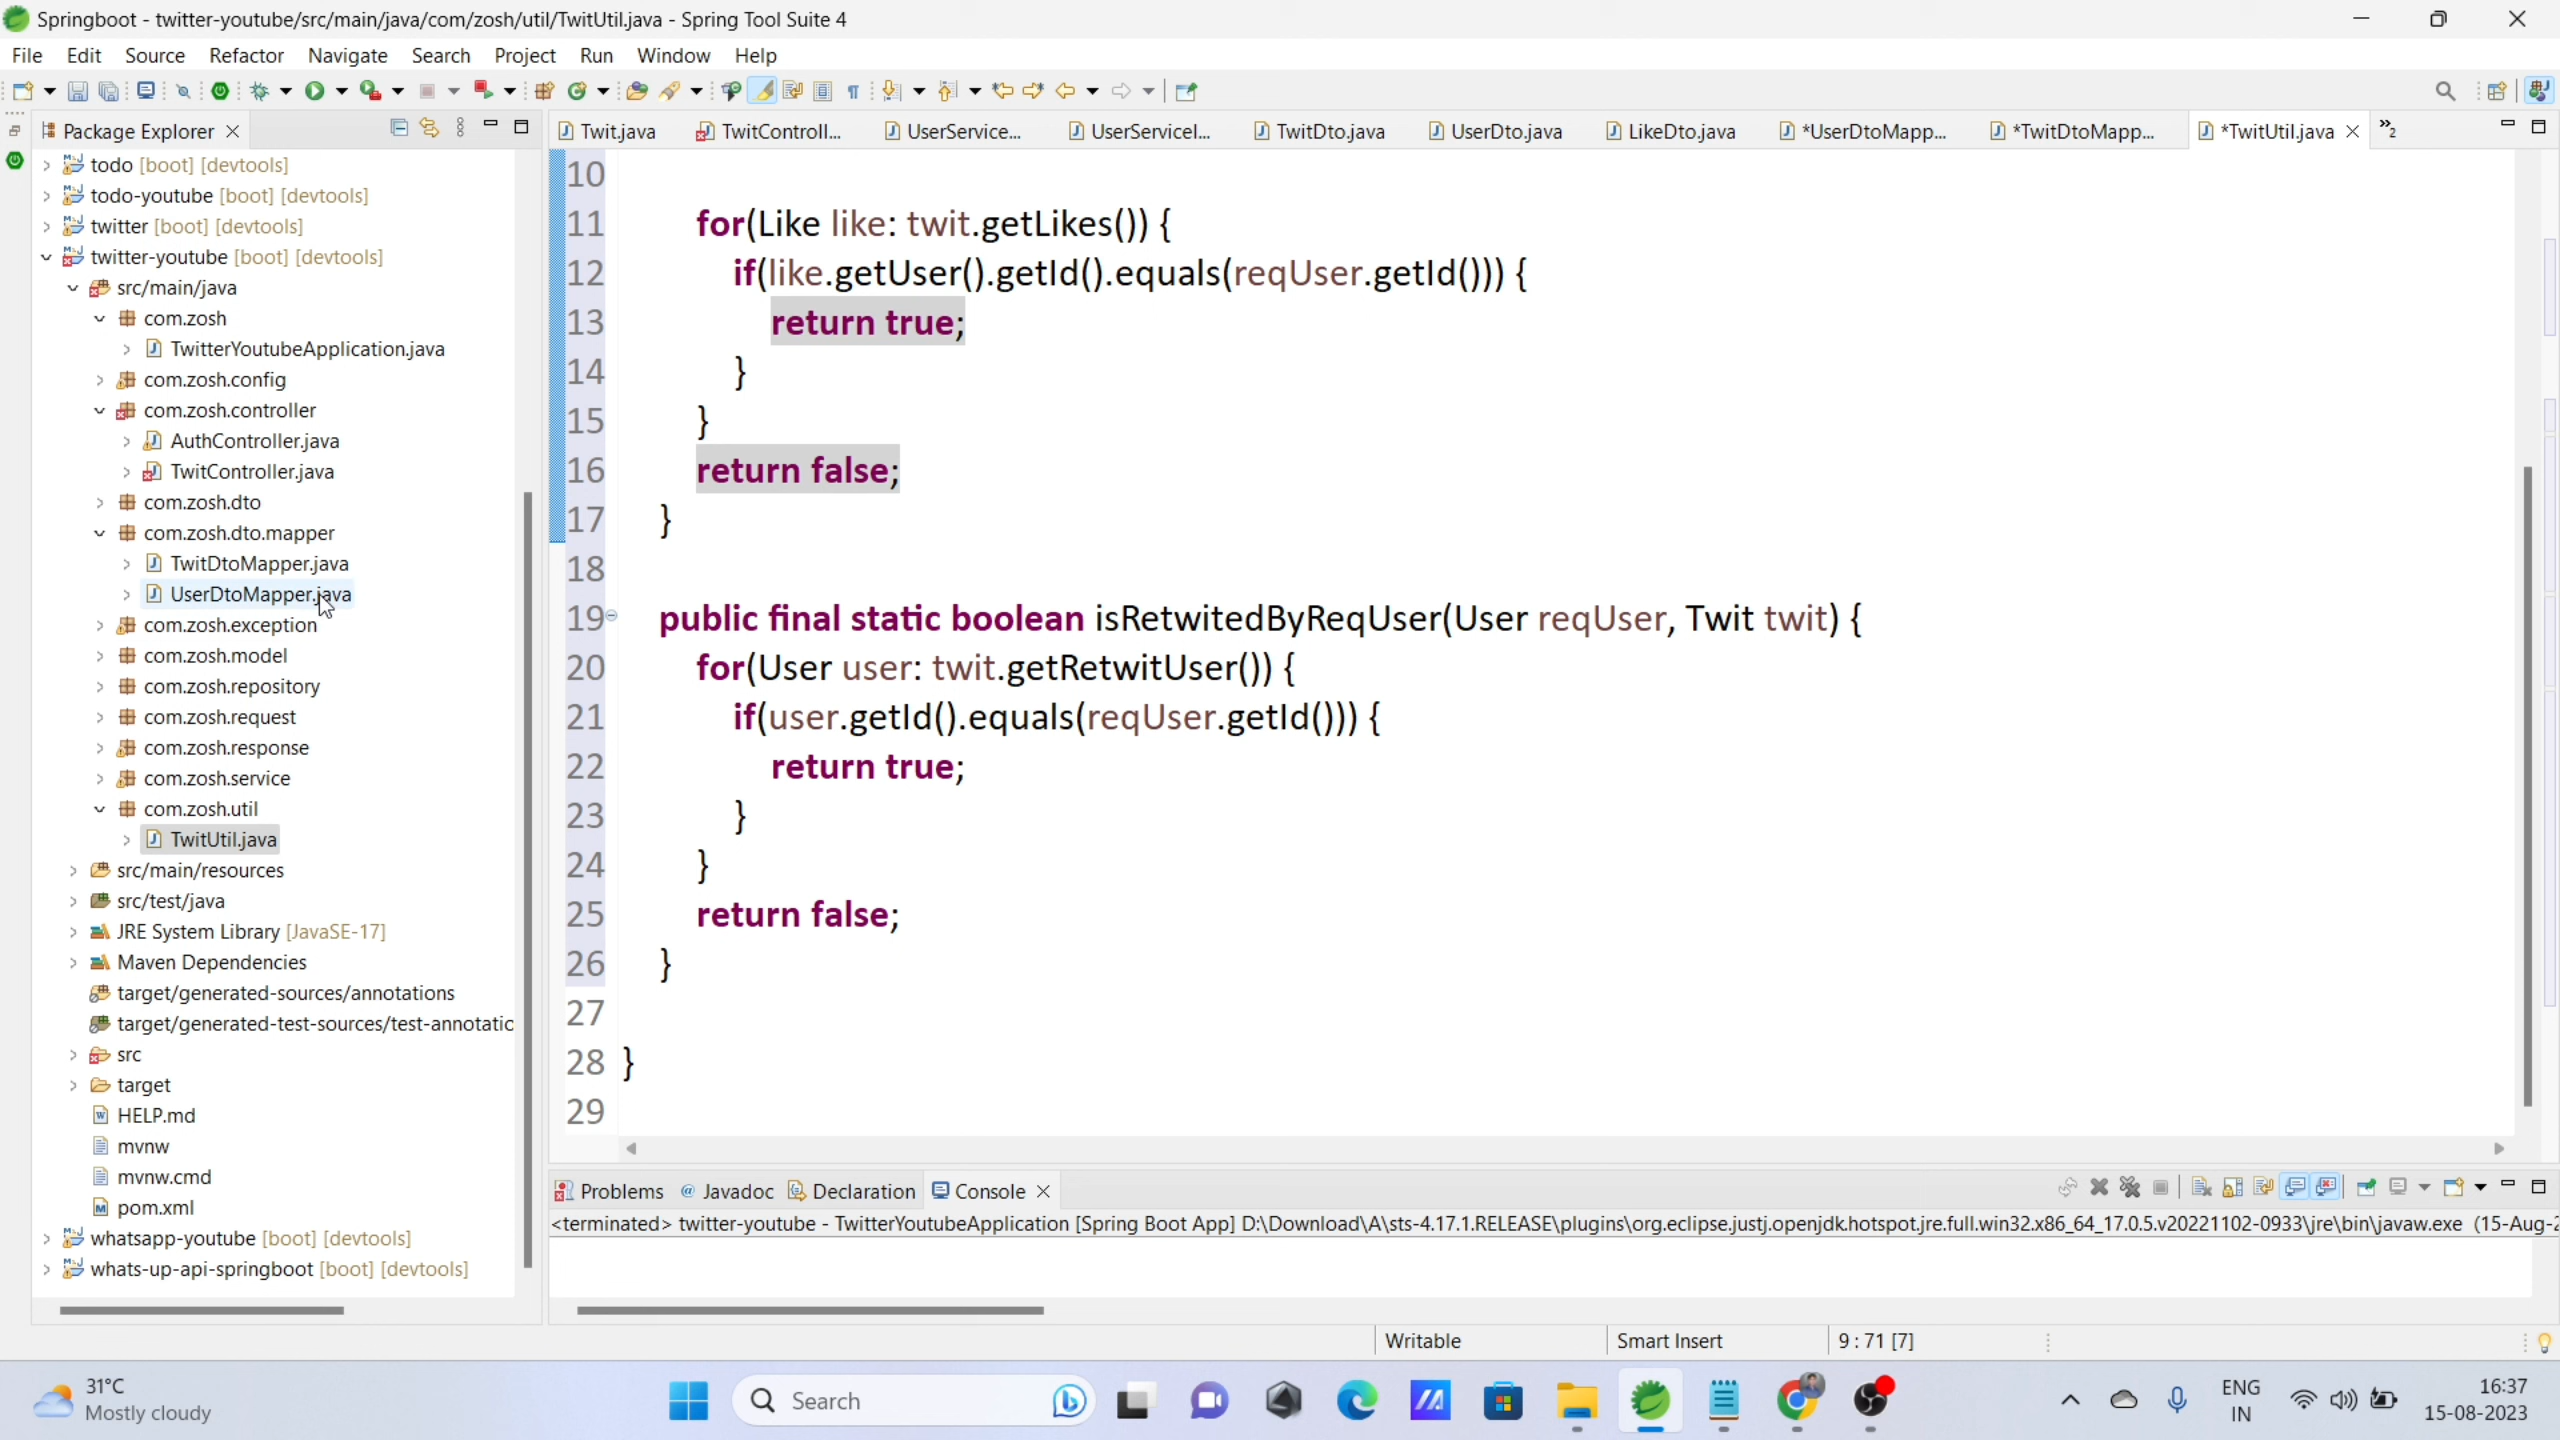 Springboot - twitter-youtube/src/main/java/com/zosh/util/TwitUtil.java - Spring Tool Suite 4
File Edit Source Refactor Navigate Search Project Run Window Help
Package Explorer
todo [boot] [devtools]
todo-youtube [boot] [devtools]
twitter [boot] [devtools]
twitter-youtube [boot] [devtools]
src/main/java
com.zosh
TwitterYoutubeApplication.java
com.zosh.config
com.zosh.controller
AuthController.java
TwitController.java
com.zosh.dto
com.zosh.dto.mapper
TwitDtoMapper.java
UserDtoMapper.java
com.zosh.exception
com.zosh.model
com.zosh.repository
com.zosh.request
com.zosh.response
com.zosh.service
com.zosh.util
TwitUtil.java
src/main/resources
src/test/java
JRE System Library [JavaSE-17]
Maven Dependencies
target/generated-sources/annotations
target/generated-test-sources/test-annotatic
src
target
HELP.md
mvnw
mvnw.cmd
pom.xml
whatsapp-youtube [boot] [devtools]
whats-up-api-springboot [boot] [devtools]
Twit.java TwitControll... UserService... UserServiceI... TwitDto.java UserDto.java LikeDto.java *UserDtoMapp... *TwitDtoMapp... *TwitUtil.java »2
10
11 for(Like like: twit.getLikes()) {
12 if(like.getUser().getId().equals(reqUser.getId())) {
13 return true;
14 }
15 }
16 return false;
17 }
18
19 public final static boolean isRetwitedByReqUser(User reqUser, Twit twit) {
20 for(User user: twit.getRetwitUser()) {
21 if(user.getId().equals(reqUser.getId())) {
22 return true;
23 }
24 }
25 return false;
26 }
27
28 }
29
Problems @ Javadoc Declaration Console
<terminated> twitter-youtube - TwitterYoutubeApplication [Spring Boot App] D:\Download\A\sts-4.17.1.RELEASE\plugins\org.eclipse.justj.openjdk.hotspot.jre.full.win32.x86_64_17.0.5.v20221102-0933\jre\bin\javaw.exe (15-Aug-2
Writable Smart Insert 9 : 71 [7]
31°C
Mostly cloudy
Search
ENG
IN
16:37
15-08-2023